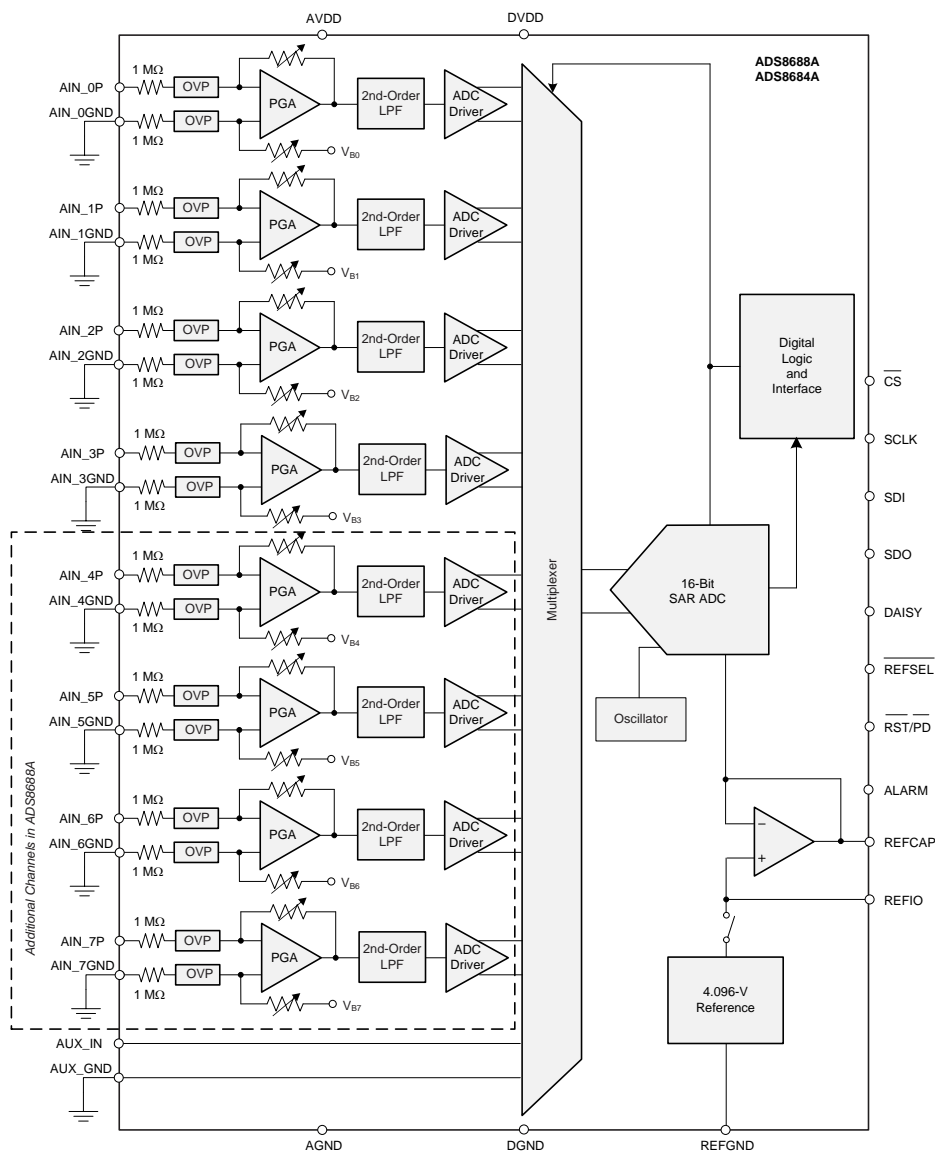 AVDD
DVDD
ADS8688A
ADS8684A
1 MΩ
AIN_0P
OVP
PGA
2nd-Order
LPF
ADC
Driver
AIN_0GND
OVP
1 MΩ
VB0
1 MΩ
AIN_1P
OVP
PGA
2nd-Order
LPF
ADC
Driver
AIN_1GND
OVP
1 MΩ
VB1
1 MΩ
AIN_2P
OVP
PGA
2nd-Order
LPF
ADC
Driver
AIN_2GND
OVP
1 MΩ
VB2
1 MΩ
AIN_3P
OVP
PGA
2nd-Order
LPF
ADC
Driver
AIN_3GND
OVP
1 MΩ
VB3
Additional Channels in ADS8688A
1 MΩ
AIN_4P
OVP
PGA
2nd-Order
LPF
ADC
Driver
AIN_4GND
OVP
1 MΩ
VB4
1 MΩ
AIN_5P
OVP
PGA
2nd-Order
LPF
ADC
Driver
AIN_5GND
OVP
1 MΩ
VB5
1 MΩ
AIN_6P
OVP
PGA
2nd-Order
LPF
ADC
Driver
AIN_6GND
OVP
1 MΩ
VB6
1 MΩ
AIN_7P
OVP
PGA
2nd-Order
LPF
ADC
Driver
AIN_7GND
OVP
1 MΩ
VB7
AUX_IN
AUX_GND
Multiplexer
Digital
Logic
and
Interface
16-Bit
SAR ADC
Oscillator
−
+
4.096-V
Reference
CS
SCLK
SDI
SDO
DAISY
REFSEL
RST/PD
ALARM
REFCAP
REFIO
AGND
DGND
REFGND